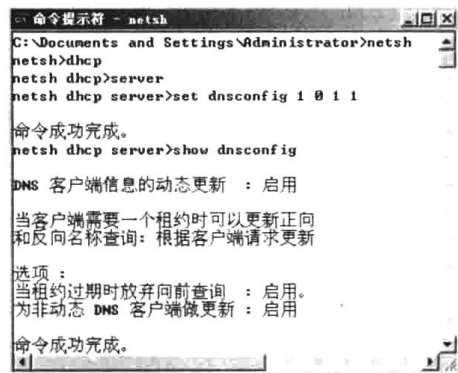 命令提示符 - netsh
C:\Documents and Settings\Administrator>netsh
netsh>dhcp
netsh dhcp>server
netsh dhcp server>set dnsconfig 1 0 1 1
命令成功完成。
netsh dhcp server>show dnsconfig
DNS 客户端信息的动态更新 : 启用
当客户端需要一个租约时可以更新正向
和反向名称查询: 根据客户端请求更新
选项 :
当租约过期时放弃向前查询 : 启用。
为非动态 DNS 客户端做更新 : 启用
命令成功完成。